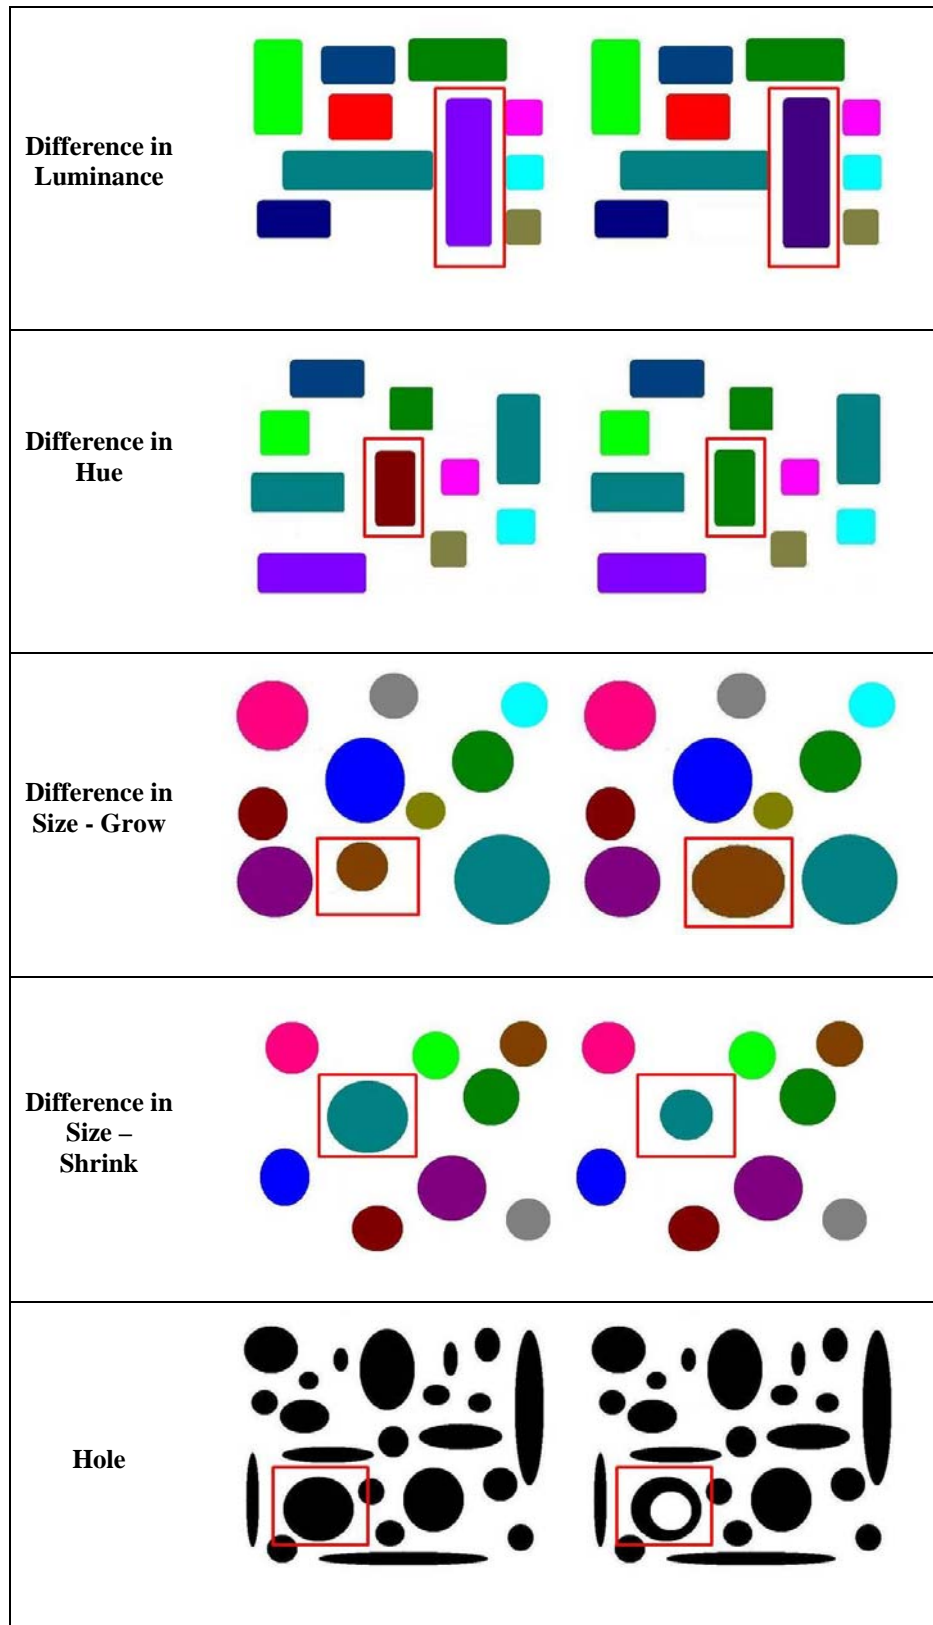 Difference in
Luminance
Difference in
Hue
Difference in
Size - Grow
Difference in
Size –
Shrink
Hole